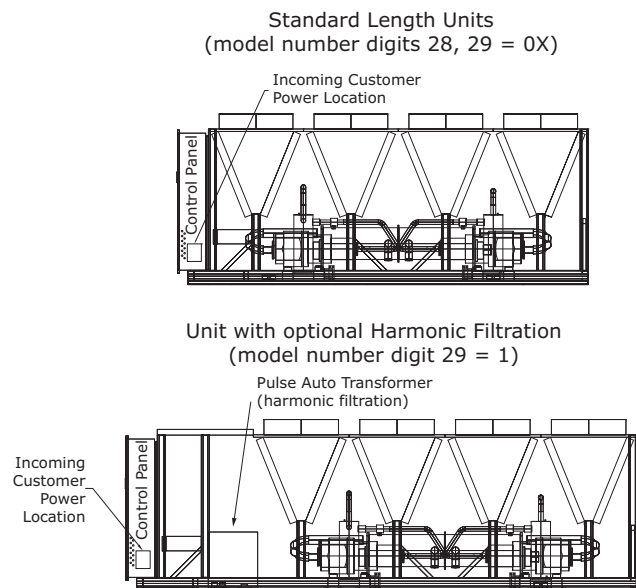 Standard Length Units
(model number digits 28, 29 = 0X)
Incoming Customer
Power Location
Control Panel
Unit with optional Harmonic Filtration
(model number digit 29 = 1)
Pulse Auto Transformer
(harmonic filtration)
Incoming
Customer
Power
Location
Control Panel